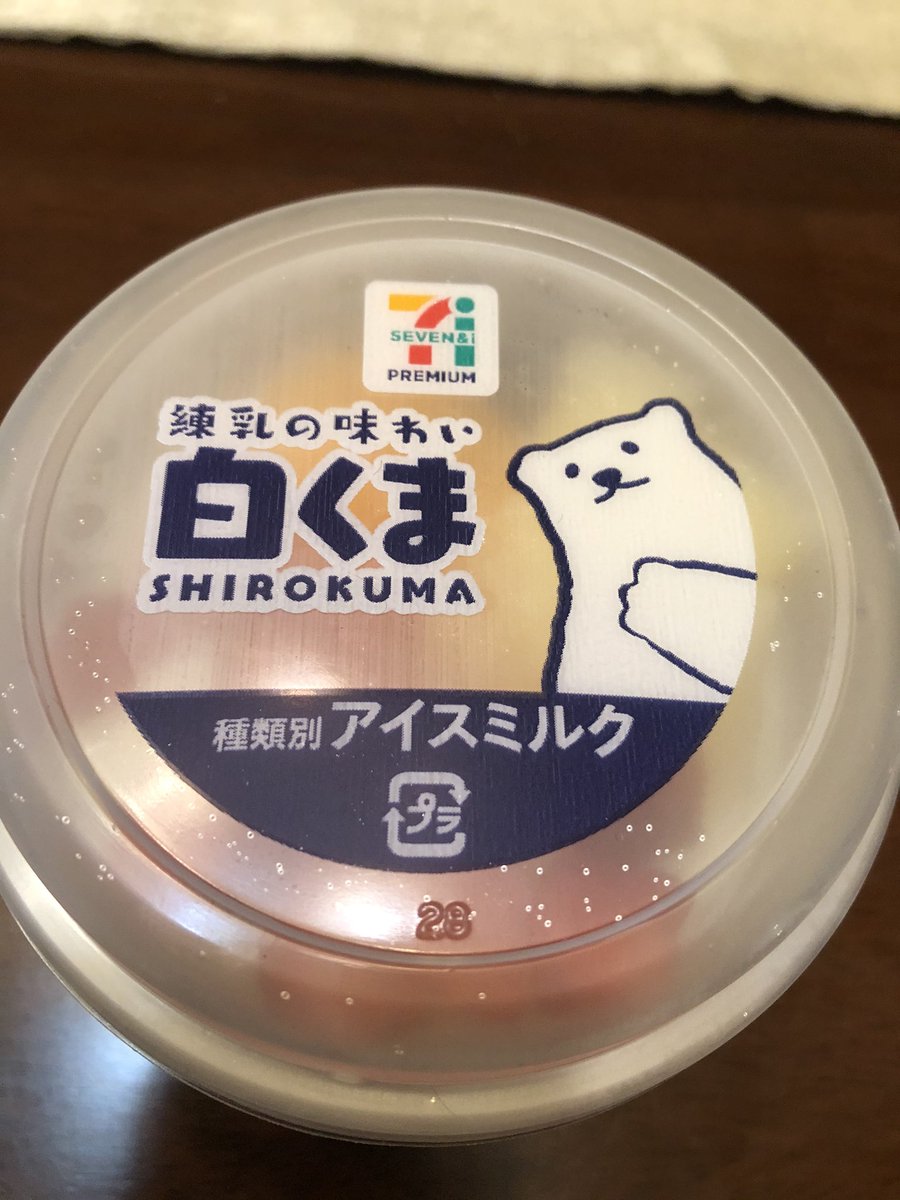 7i
SEVEN&i
PREMIUM
練乳の味わい
白くま
SHIROKUMA
種類別 アイスミルク
プラ
28